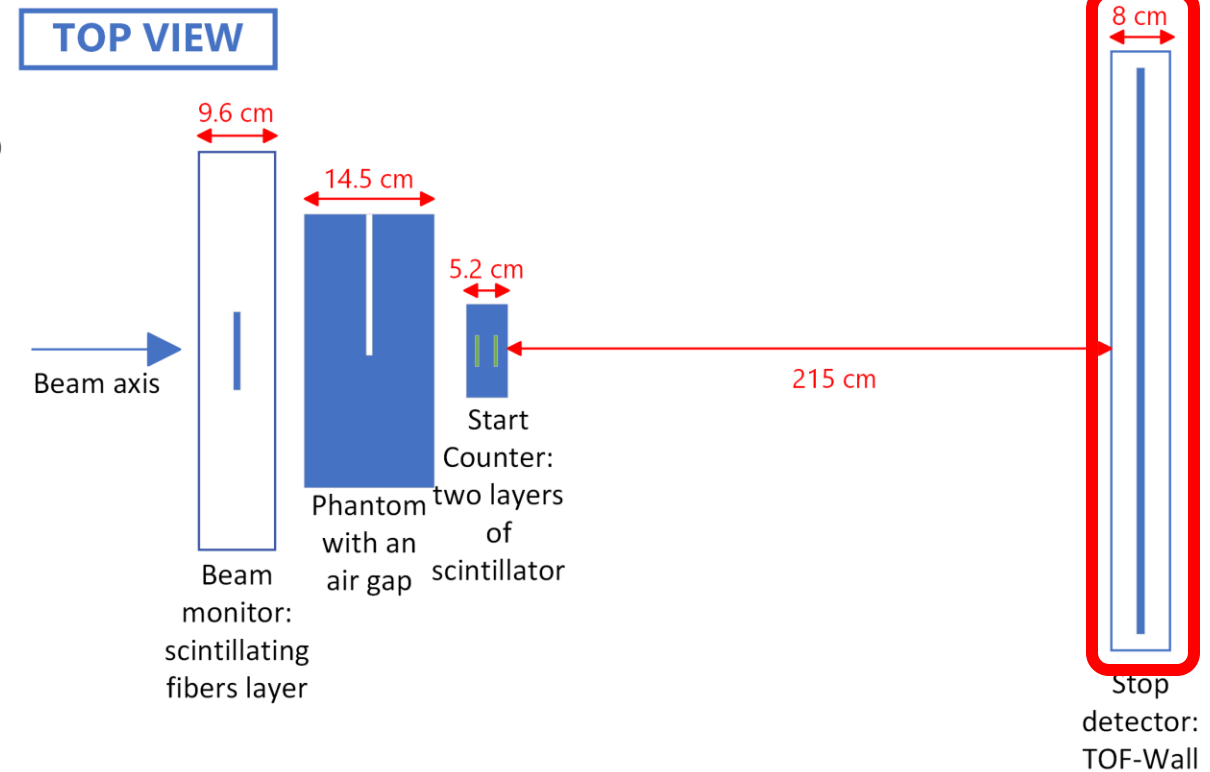 TOP VIEW
8 cm
9.6 cm
14.5 cm
5.2 cm
Beam axis
215 cm
Beam
monitor:
scintillating
fibers layer
Phantom
with an
air gap
Start
Counter:
two layers
of
scintillator
Stop
detector:
TOF-Wall